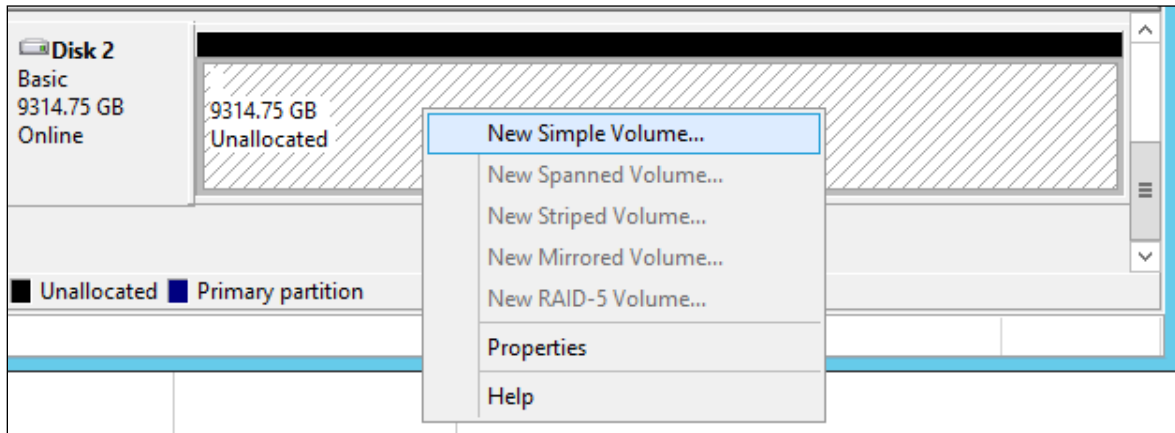 Disk 2
Basic
9314.75 GB
Online
9314.75 GB
Unallocated
New Simple Volume...
New Spanned Volume...
New Striped Volume...
New Mirrored Volume...
New RAID-5 Volume...
Properties
Help
Unallocated Primary partition